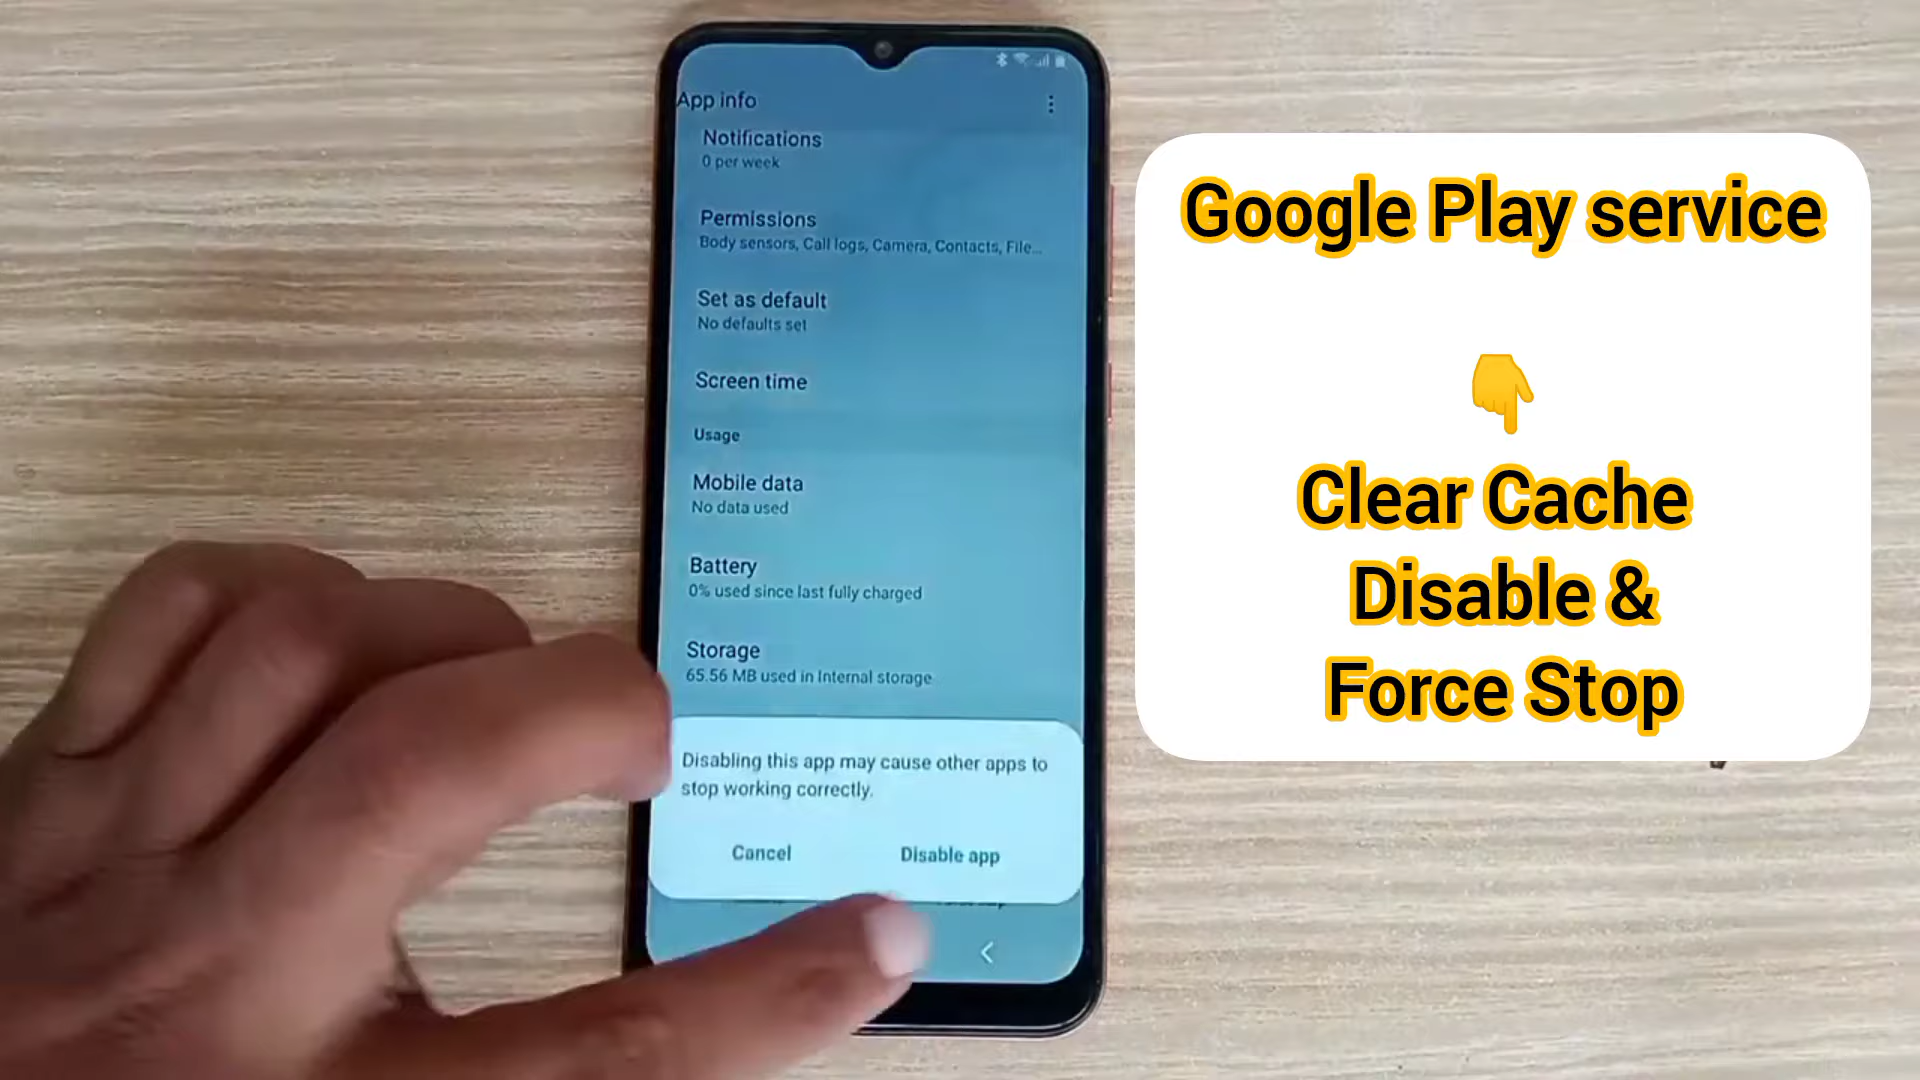 App info
Notifications
0 per week
Permissions
Body sensors, Call logs, Camera, Contacts, File...
Set as default
No defaults set
Screen time
Usage
Mobile data
No data used
Battery
0% used since last fully charged
Storage
65.56 MB used in Internal storage
Disabling this app may cause other apps to
stop working correctly.
Cancel
Disable app
Google Play service
Clear Cache
Disable &
Force Stop